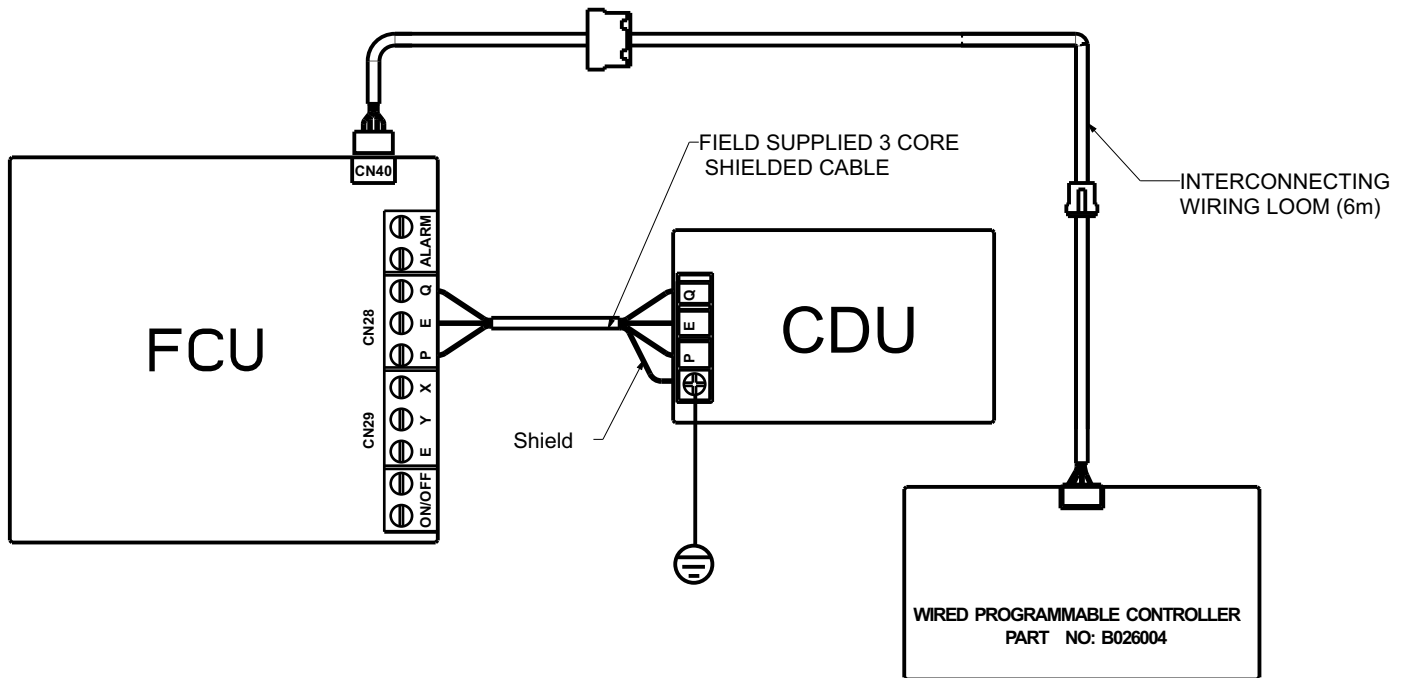 CN40
FIELD SUPPLIED 3 CORE
SHIELDED CABLE
INTERCONNECTING
WIRING LOOM (6m)
FCU
ALARM
CN28
Q
E
P
CN29
X
Y
E
ON/OFF
Q
E
P
CDU
Shield
WIRED PROGRAMMABLE CONTROLLER
PART NO: B026004